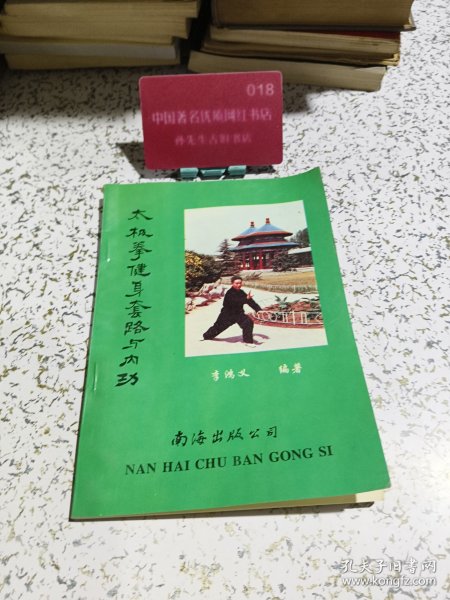 018
中国著名优质网红书店
孙先生古旧书店
太极拳健身套路与内功
李鸿义 编著
南海出版公司
NAN HAI CHU BAN GONG SI
孔夫子旧书网
www.kongfz.com